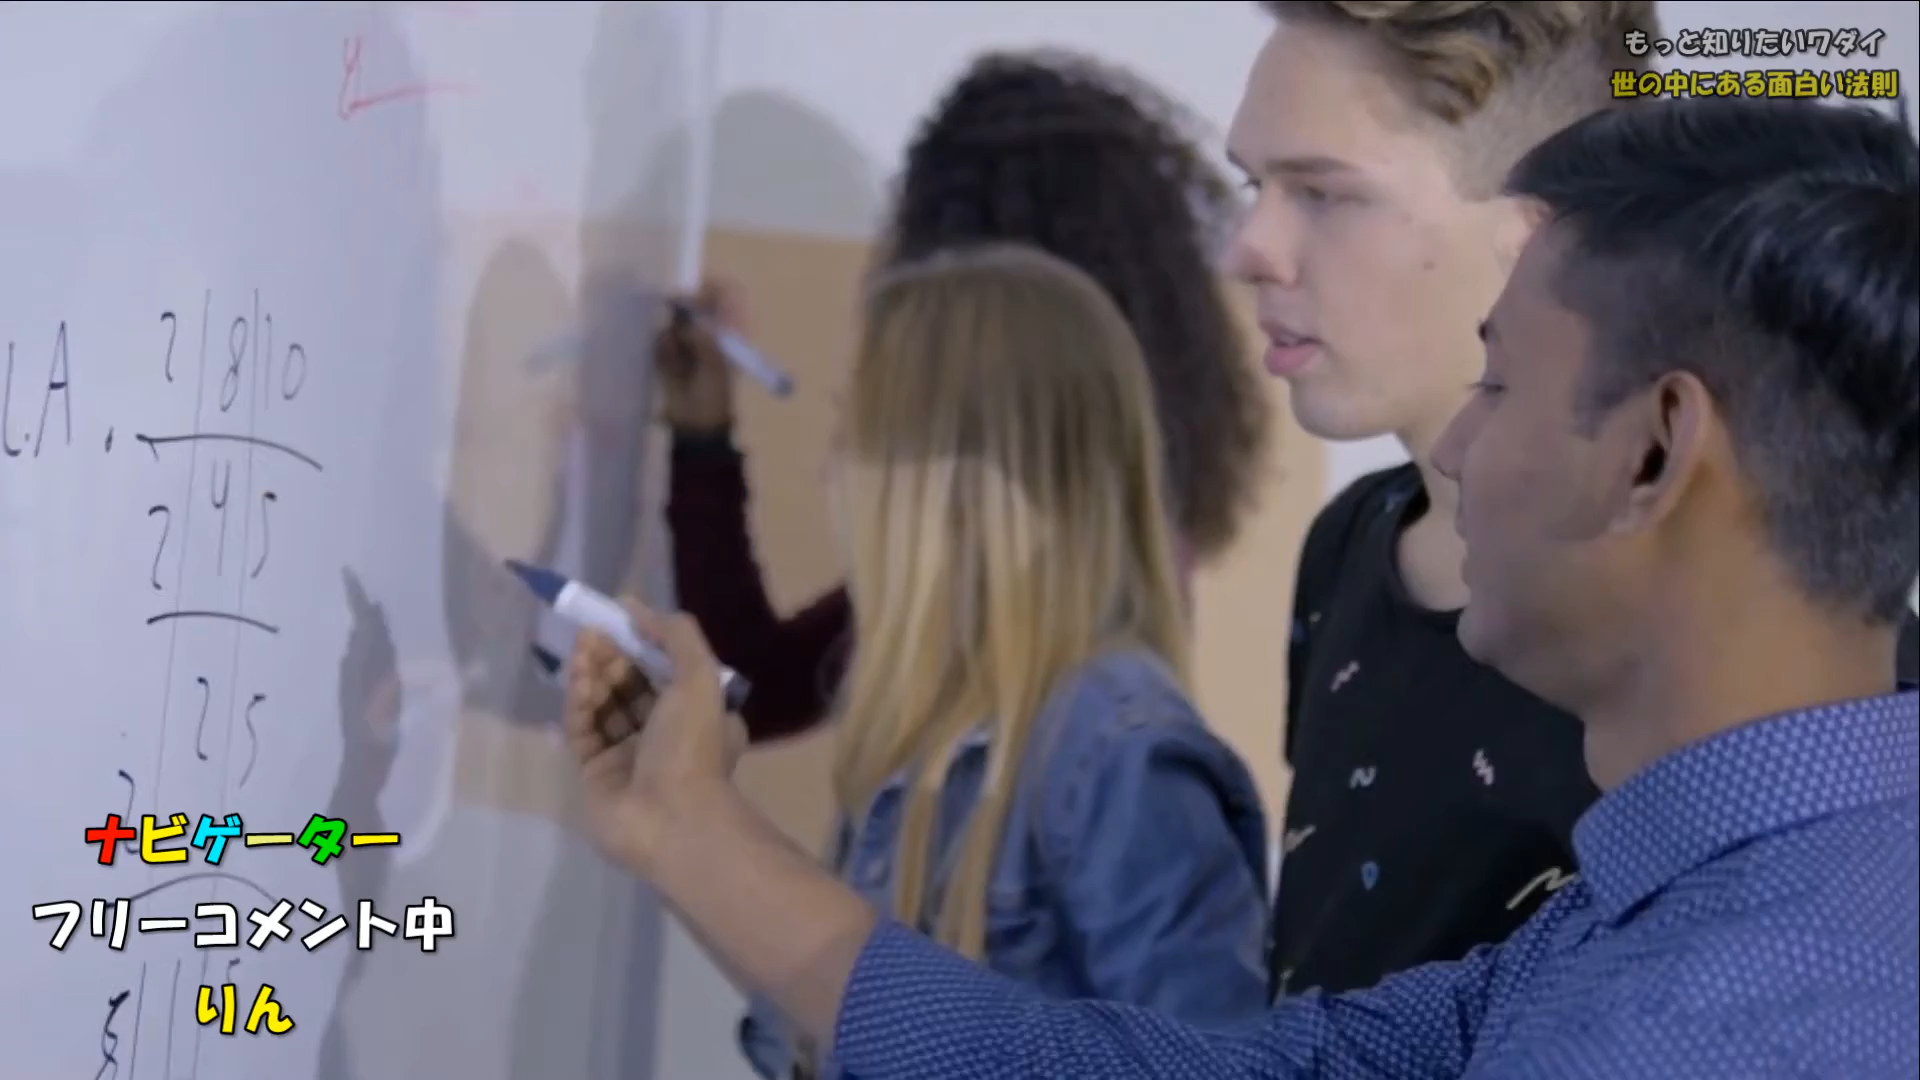 もっと知りたいワダイ
世の中にある面白い法則
L.A.
2 8 10
2 4 5
2 5
2
ナビゲーター
フリーコメント中
りん